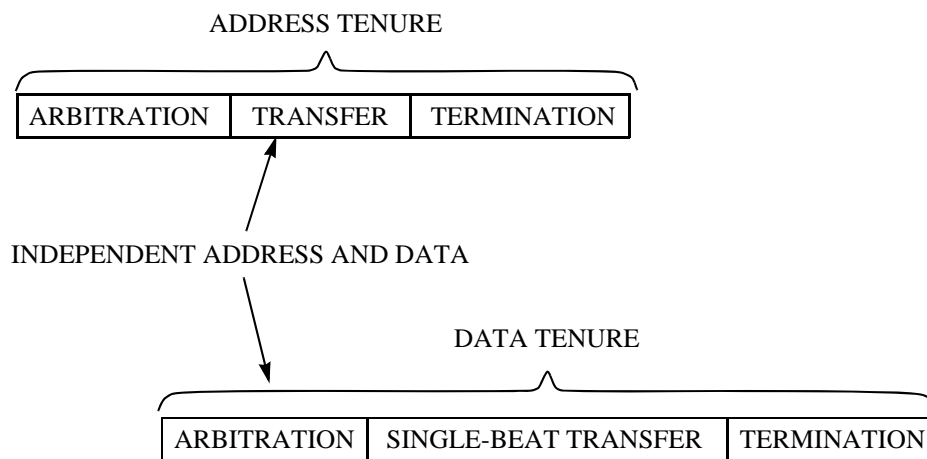 ADDRESS TENURE
ARBITRATION TRANSFER TERMINATION
INDEPENDENT ADDRESS AND DATA
DATA TENURE
ARBITRATION SINGLE-BEAT TRANSFER TERMINATION